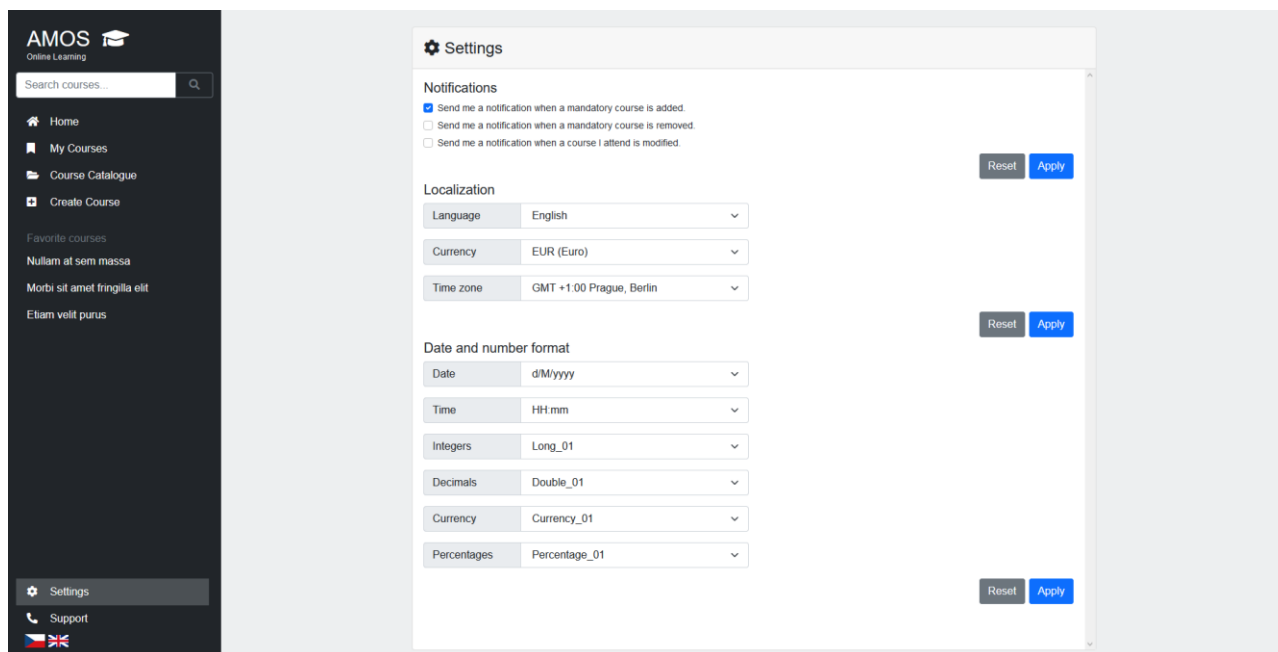 AMOS
Online Learning
Search courses...
Home
My Courses
Course Catalogue
Create Course
Favorite courses
Nullam at sem massa
Morbi sit amet fringilla elit
Etiam velit purus
Settings
Support
Settings
Notifications
Send me a notification when a mandatory course is added.
Send me a notification when a mandatory course is removed.
Send me a notification when a course I attend is modified.
Reset Apply
Localization
Language English
Currency EUR (Euro)
Time zone GMT +1:00 Prague, Berlin
Reset Apply
Date and number format
Date d/M/yyyy
Time HH:mm
Integers Long_01
Decimals Double_01
Currency Currency_01
Percentages Percentage_01
Reset Apply